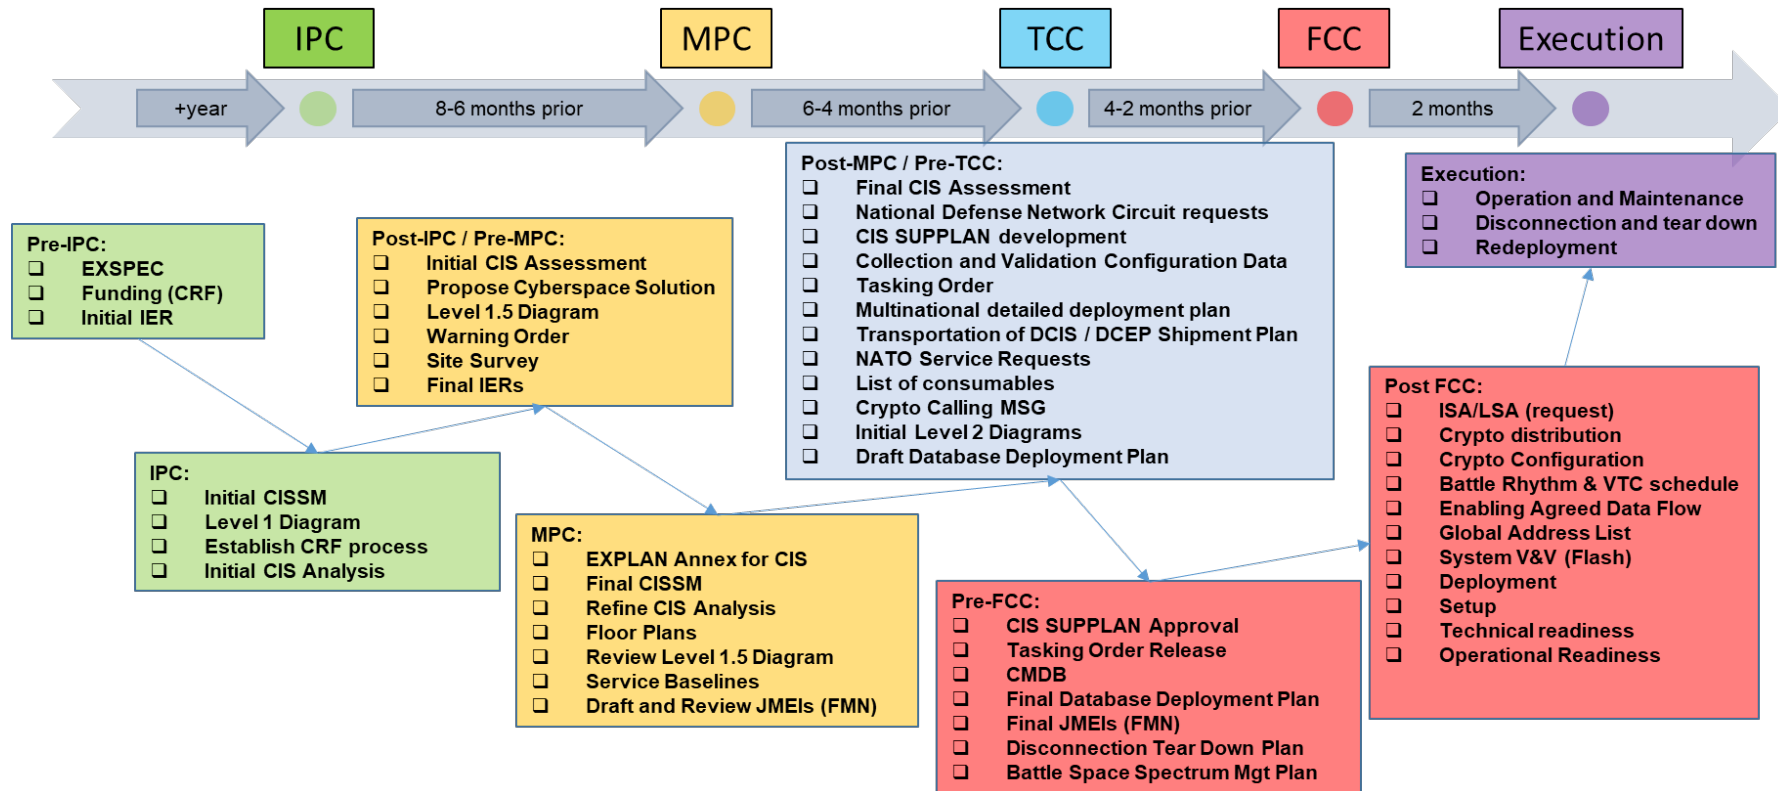 IPC
MPC
TCC
FCC
Execution
+year
8-6 months prior
6-4 months prior
4-2 months prior
2 months
Pre-IPC:
EXSPEC
Funding (CRF)
Initial IER
IPC:
Initial CISSM
Level 1 Diagram
Establish CRF process
Initial CIS Analysis
Post-IPC / Pre-MPC:
Initial CIS Assessment
Propose Cyberspace Solution
Level 1.5 Diagram
Warning Order
Site Survey
Final IERs
MPC:
EXPLAN Annex for CIS
Final CISSM
Refine CIS Analysis
Floor Plans
Review Level 1.5 Diagram
Service Baselines
Draft and Review JMEIs (FMN)
Post-MPC / Pre-TCC:
Final CIS Assessment
National Defense Network Circuit requests
CIS SUPPLAN development
Collection and Validation Configuration Data
Tasking Order
Multinational detailed deployment plan
Transportation of DCIS / DCEP Shipment Plan
NATO Service Requests
List of consumables
Crypto Calling MSG
Initial Level 2 Diagrams
Draft Database Deployment Plan
Pre-FCC:
CIS SUPPLAN Approval
Tasking Order Release
CMDB
Final Database Deployment Plan
Final JMEIs (FMN)
Disconnection Tear Down Plan
Battle Space Spectrum Mgt Plan
Post FCC:
ISA/LSA (request)
Crypto distribution
Crypto Configuration
Battle Rhythm & VTC schedule
Enabling Agreed Data Flow
Global Address List
System V&V (Flash)
Deployment
Setup
Technical readiness
Operational Readiness
Execution:
Operation and Maintenance
Disconnection and tear down
Redeployment